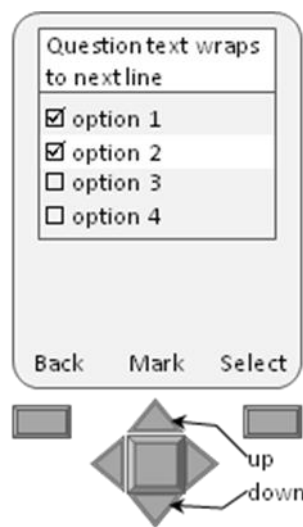 Question text wraps
to next line
option 1
option 2
option 3
option 4
Back Mark Select
up
down